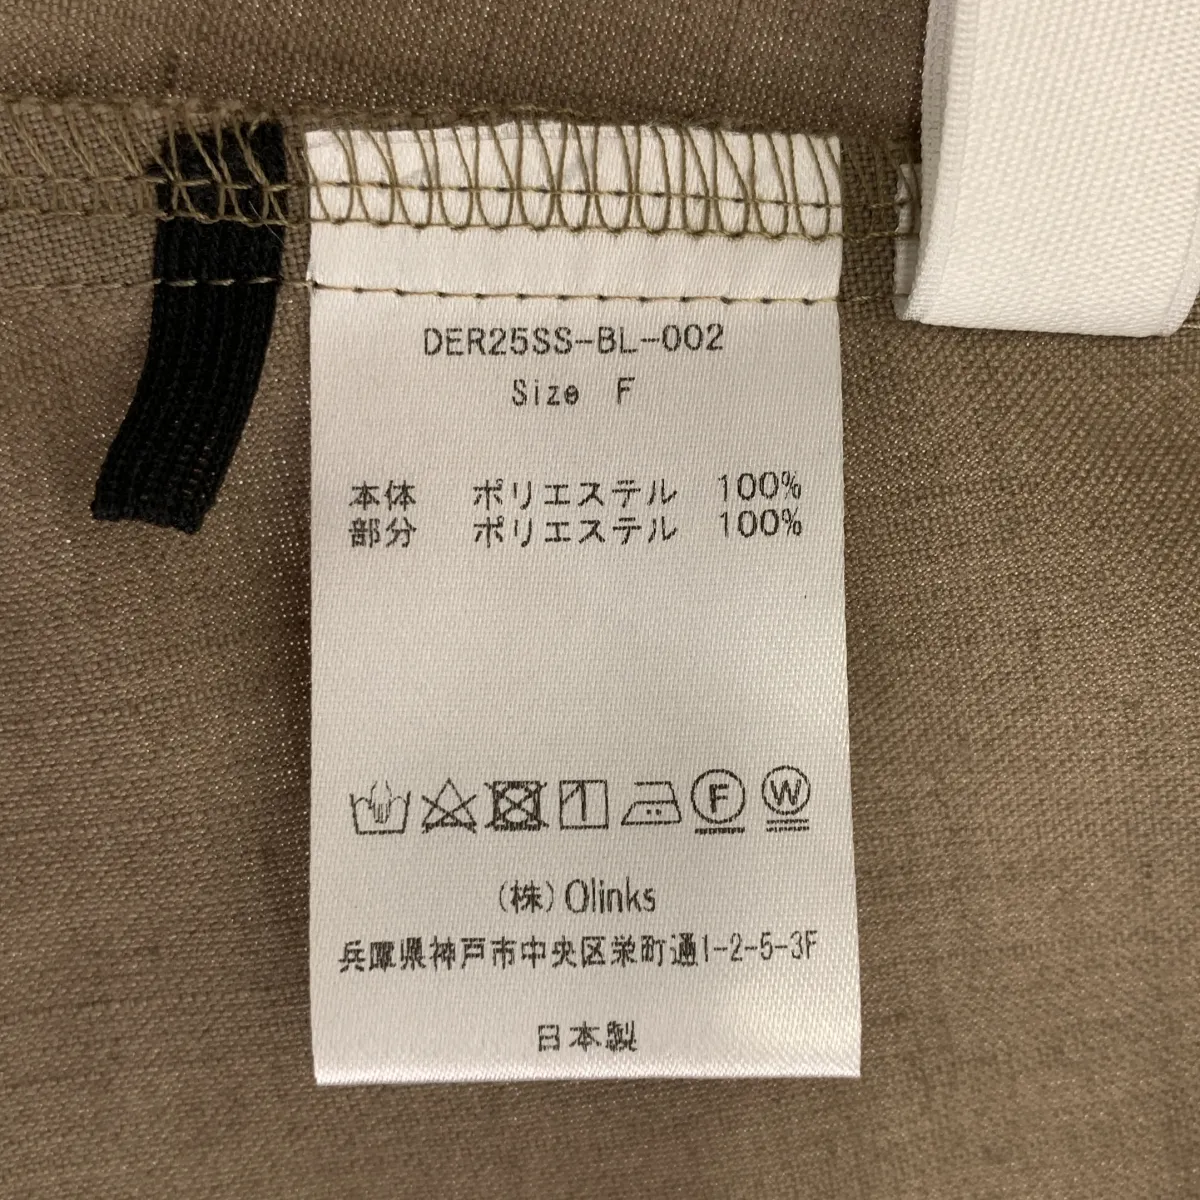 DER25SS-BL-002
Size F
本体 ポリエステル 100%
部分 ポリエステル 100%
F W
(株)Olinks
兵庫県神戸市中央区栄町通1-2-5-3F
日本製